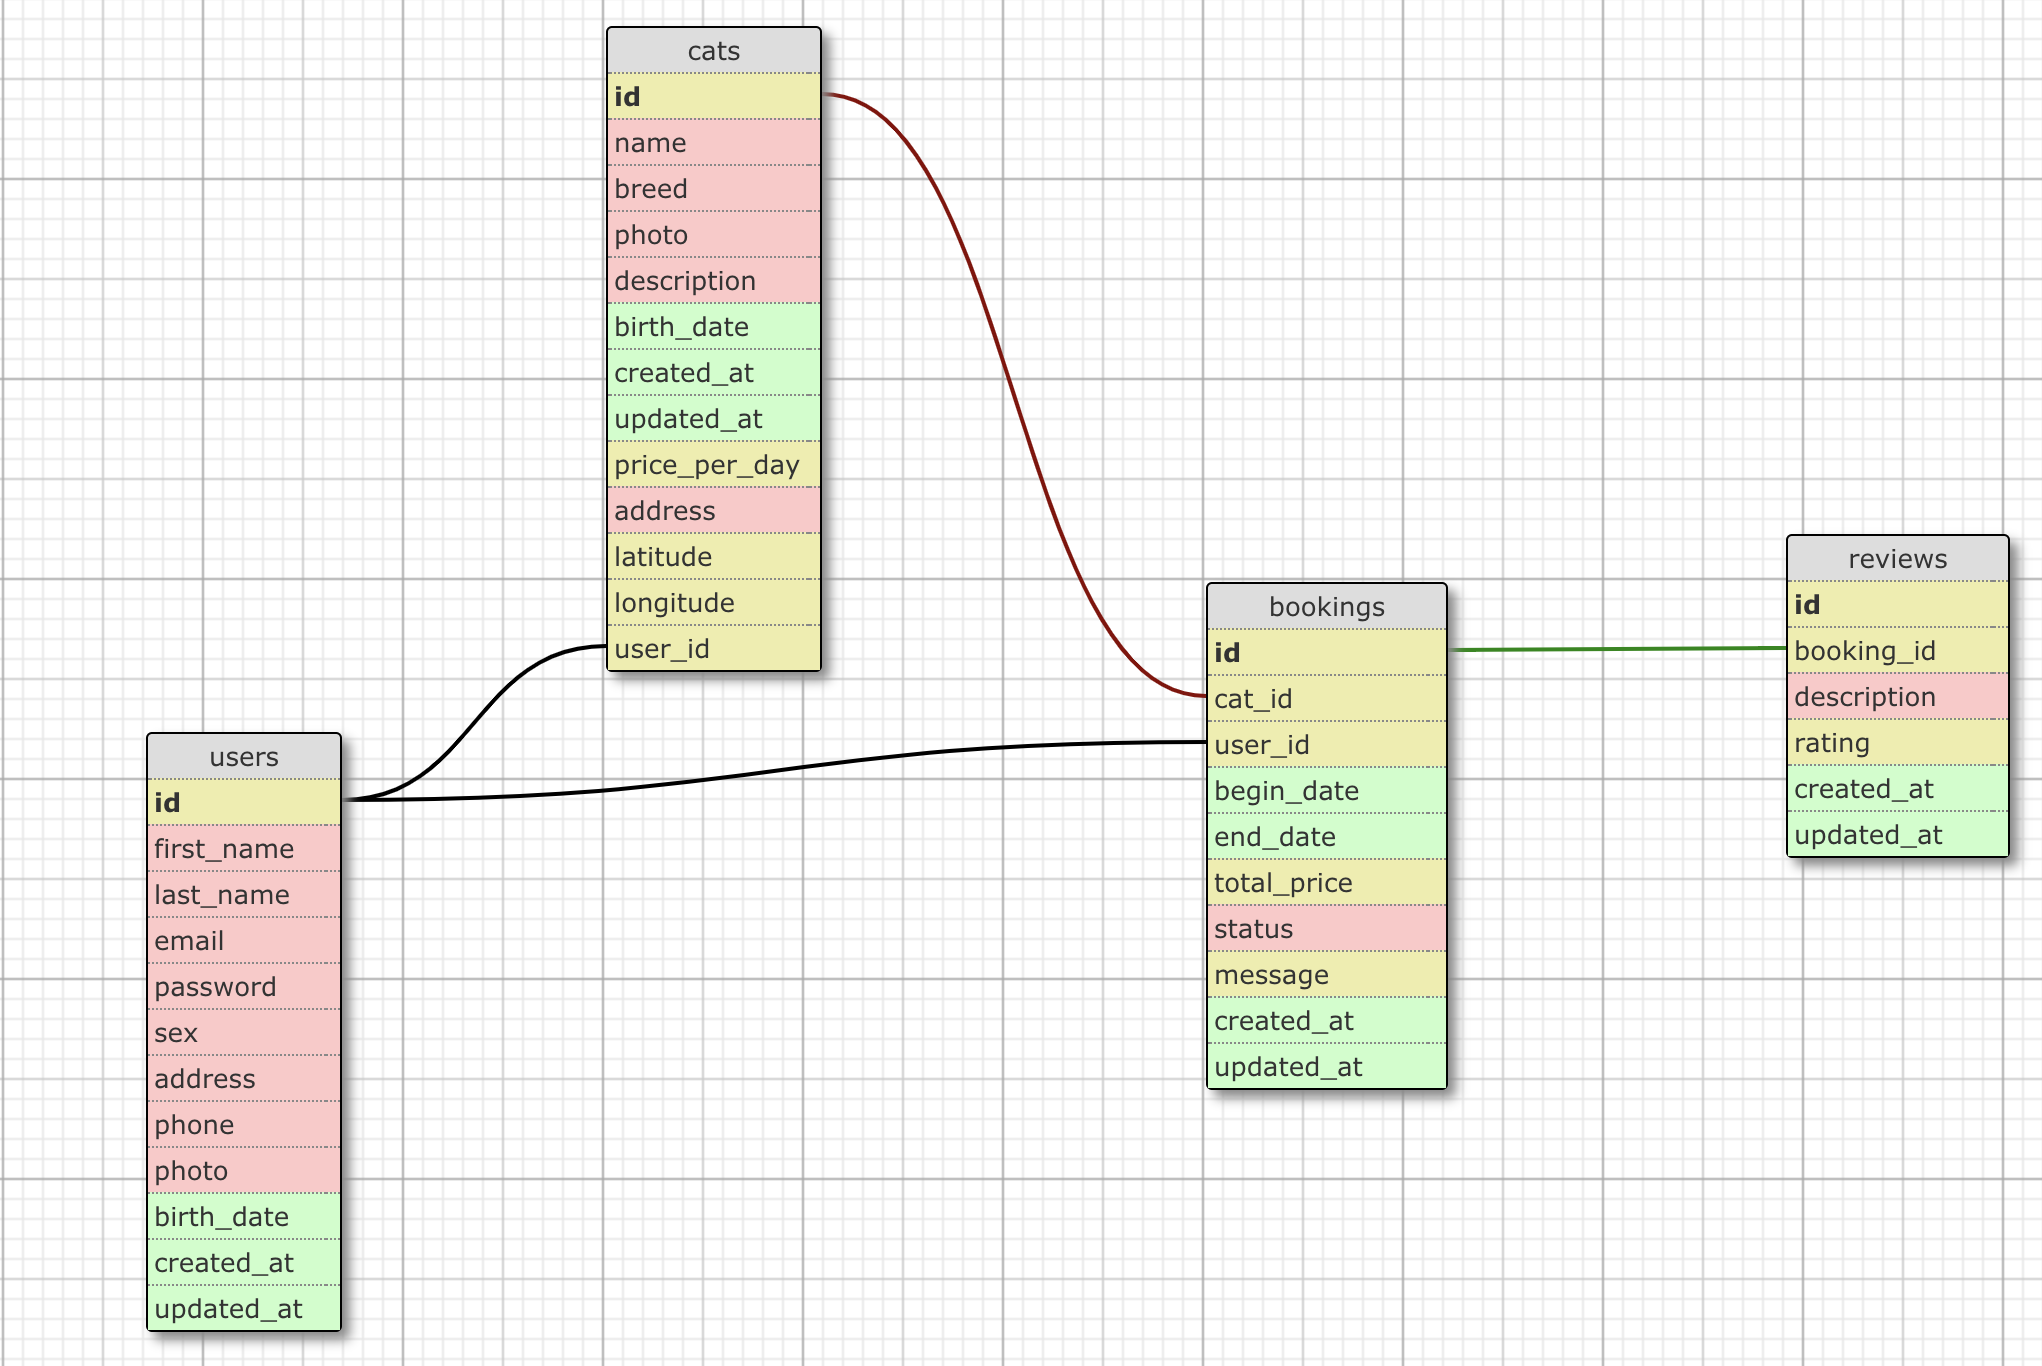 cats
id
name
breed
photo
description
birth_date
created_at
updated_at
price_per_day
address
latitude
longitude
user_id
users
id
first_name
last_name
email
password
sex
address
phone
photo
birth_date
created_at
updated_at
bookings
id
cat_id
user_id
begin_date
end_date
total_price
status
message
created_at
updated_at
reviews
id
booking_id
description
rating
created_at
updated_at